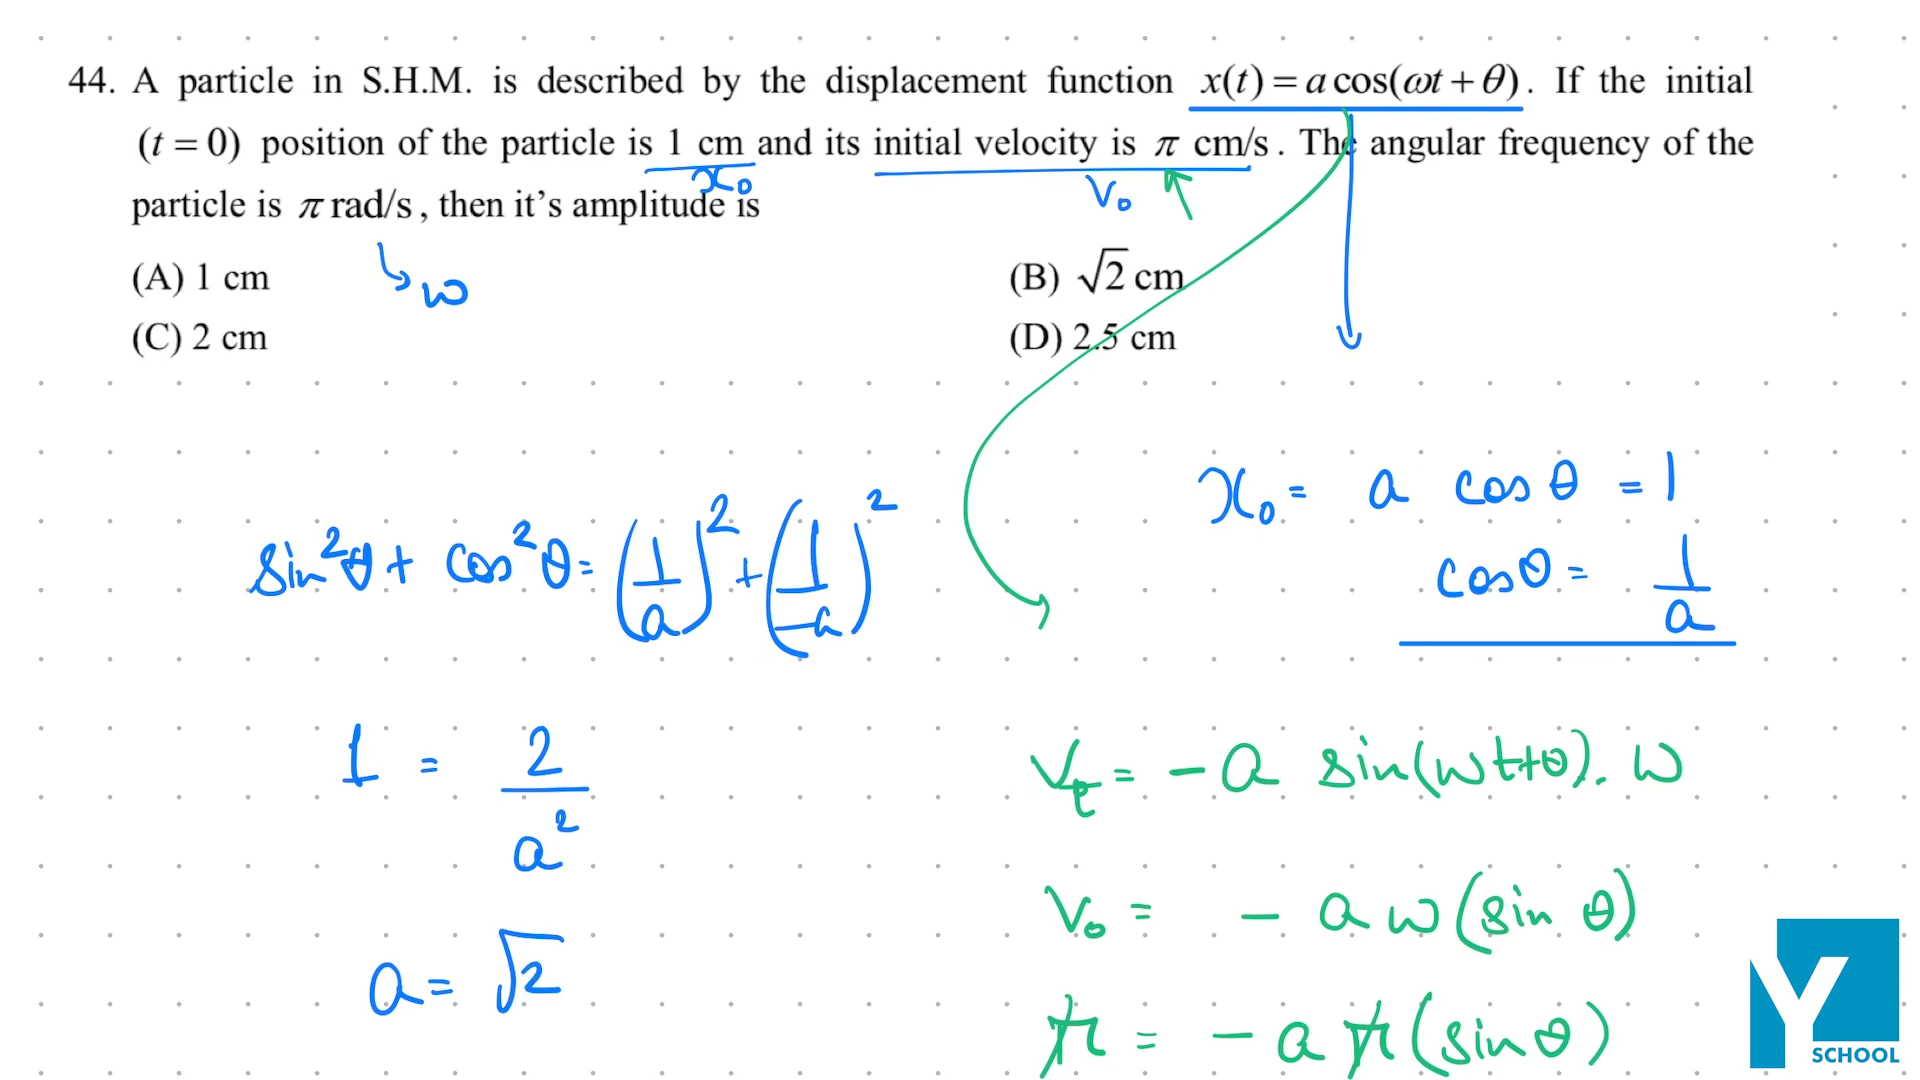 44. A particle in S.H.M. is described by the displacement function x(t) = a cos(ωt + θ). If the initial
(t = 0) position of the particle is 1 cm and its initial velocity is π cm/s. The angular frequency of the
x₀
V₀
particle is π rad/s, then it's amplitude is
(A) 1 cm
(B) √2 cm
ω
(C) 2 cm
(D) 2.5 cm
x₀ = a cos θ = 1
sin²θ + cos²θ = (1/a)² + (1/-a)²
cos θ = 1/a
1 = 2/a²
V_t = - a sin(ωt+θ). ω
V₀ = - a ω (sin θ)
a = √2
π = - a π (sin θ)
Y
SCHOOL